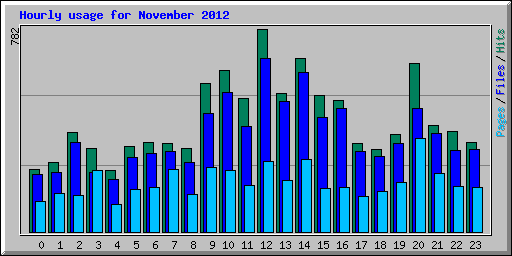 Hourly usage for November 2012
782
Pages / Files / Hits
0 1 2 3 4 5 6 7 8 9 10 11 12 13 14 15 16 17 18 19 20 21 22 23